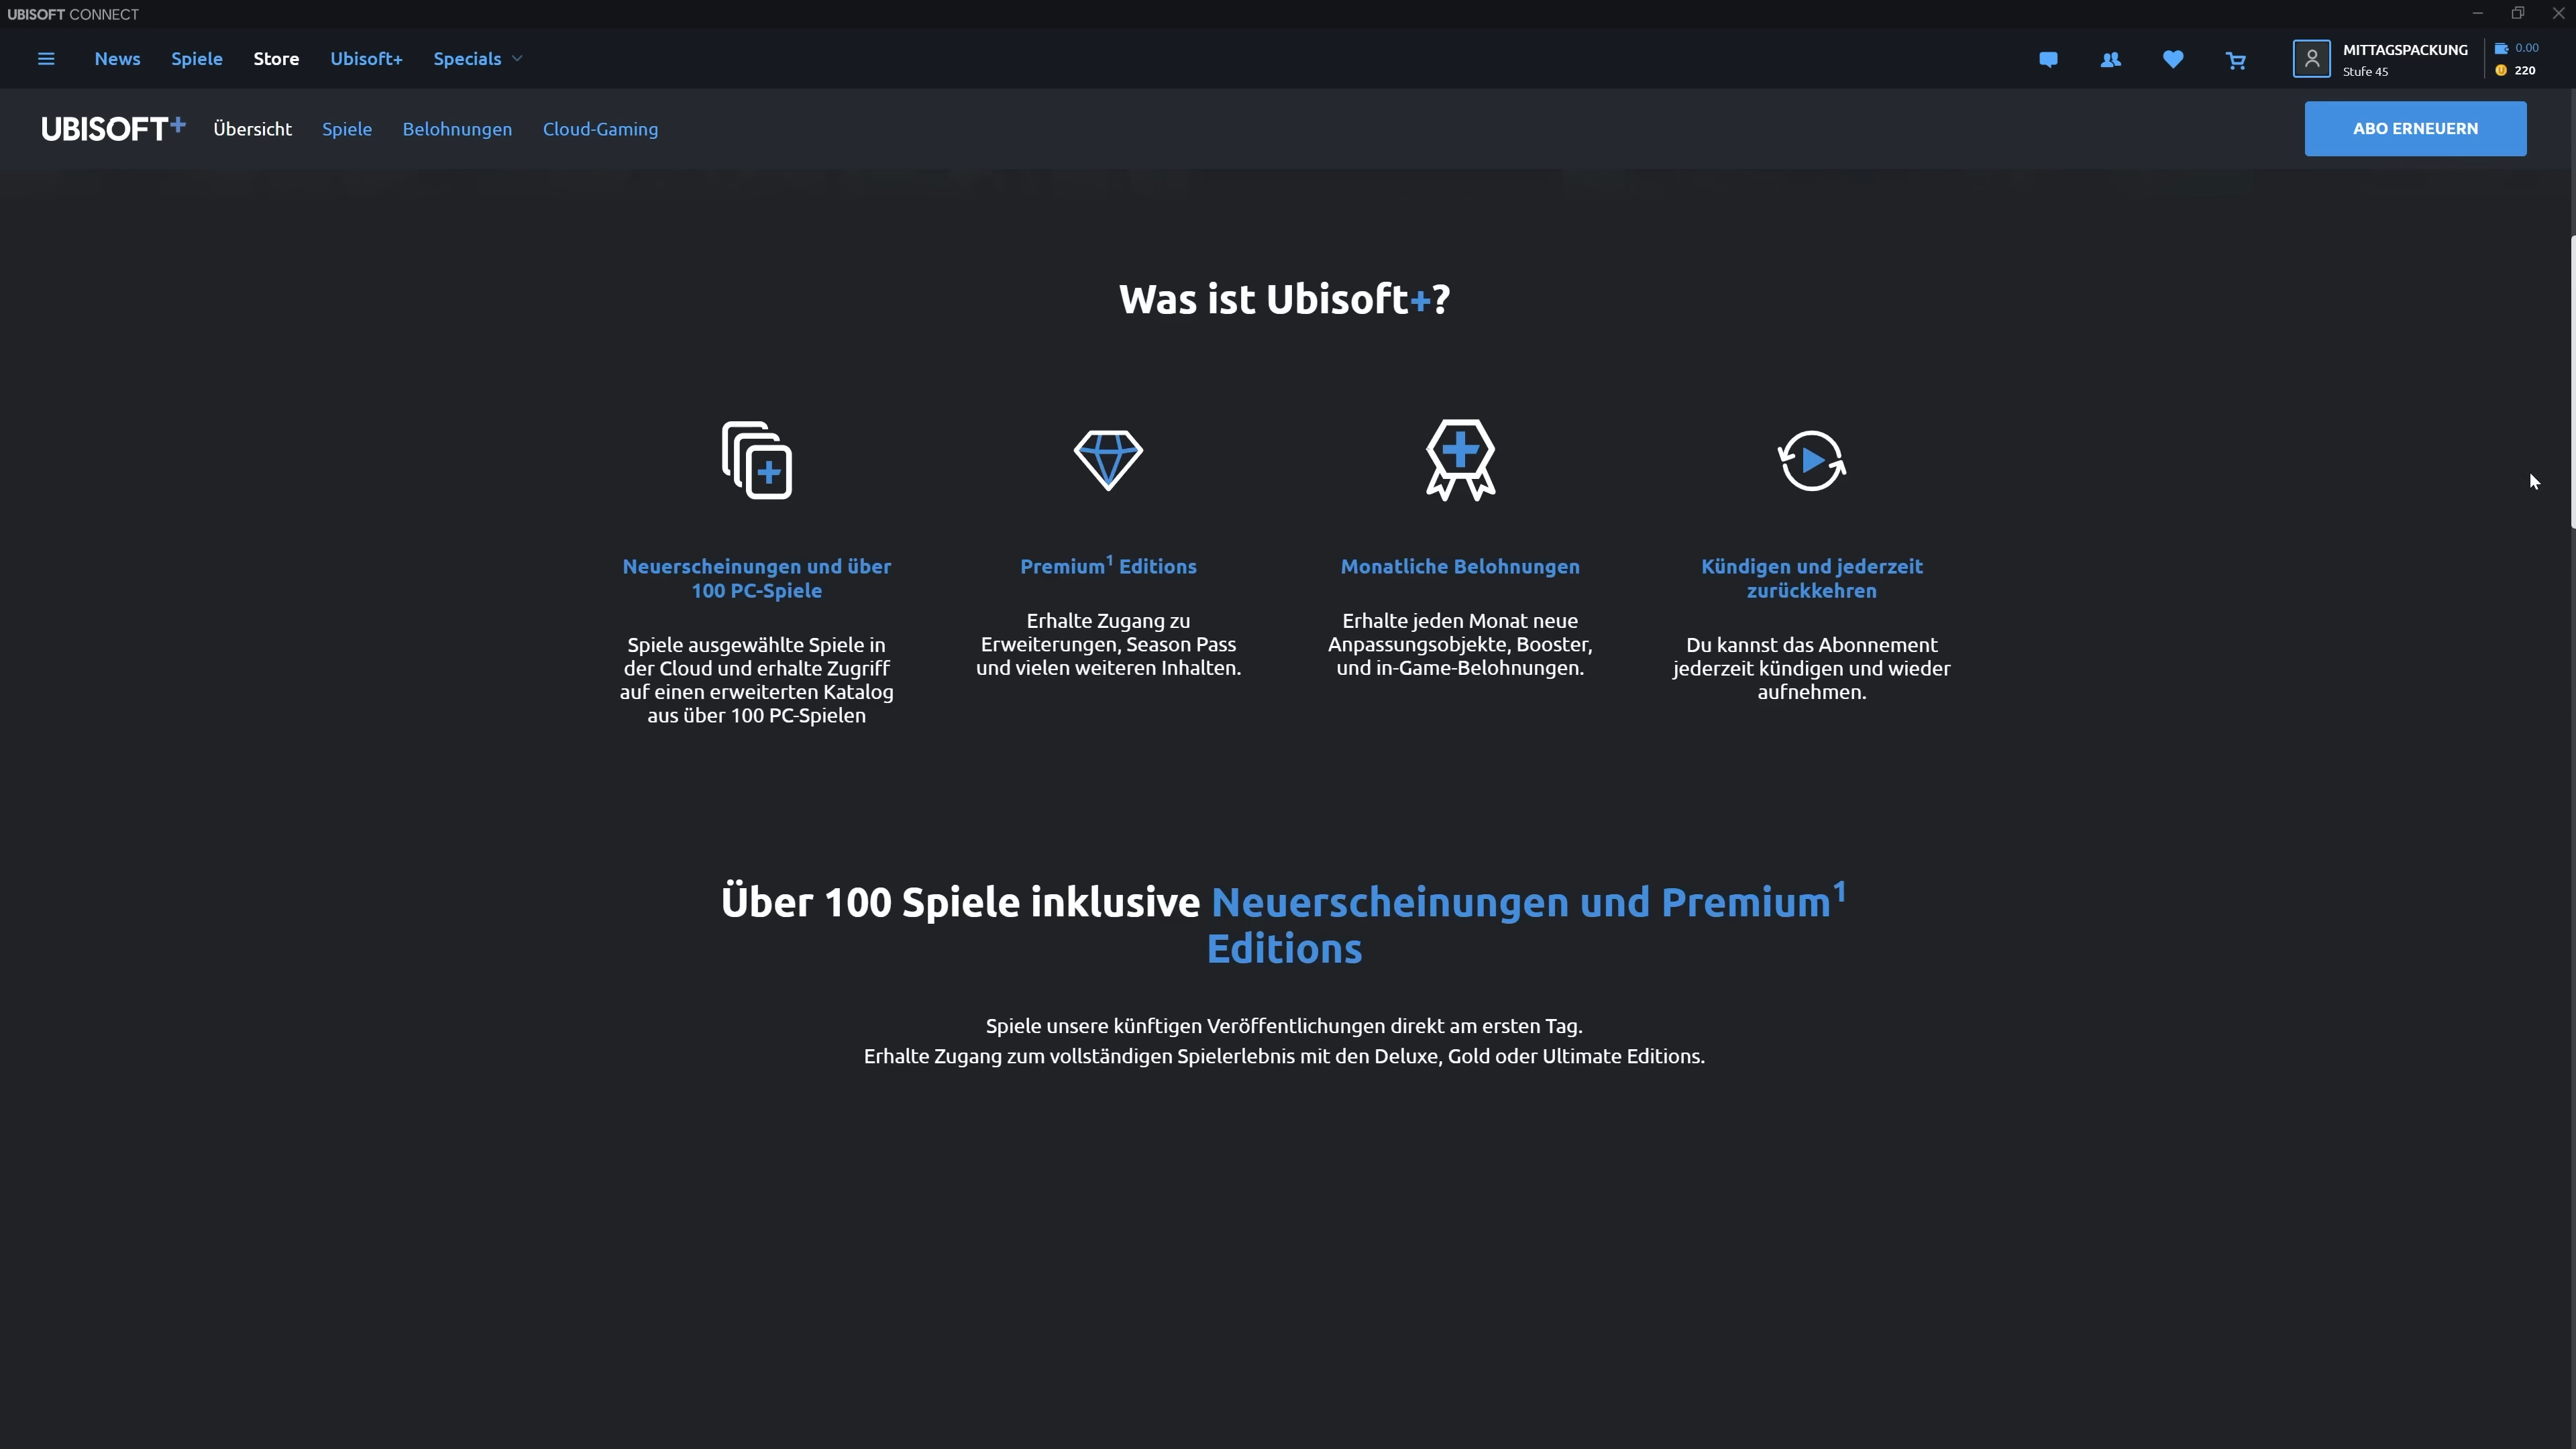 UBISOFT CONNECT
News Spiele Store Ubisoft+ Specials
MITTAGSPACKUNG
Stufe 45
0.00
220
UBISOFT+ Übersicht Spiele Belohnungen Cloud-Gaming
ABO ERNEUERN
Was ist Ubisoft+?
Neuerscheinungen und über
100 PC-Spiele
Spiele ausgewählte Spiele in
der Cloud und erhalte Zugriff
auf einen erweiterten Katalog
aus über 100 PC-Spielen
Premium¹ Editions
Erhalte Zugang zu
Erweiterungen, Season Pass
und vielen weiteren Inhalten.
Monatliche Belohnungen
Erhalte jeden Monat neue
Anpassungsobjekte, Booster,
und in-Game-Belohnungen.
Kündigen und jederzeit
zurückkehren
Du kannst das Abonnement
jederzeit kündigen und wieder
aufnehmen.
Über 100 Spiele inklusive Neuerscheinungen und Premium¹
Editions
Spiele unsere künftigen Veröffentlichungen direkt am ersten Tag.
Erhalte Zugang zum vollständigen Spielerlebnis mit den Deluxe, Gold oder Ultimate Editions.